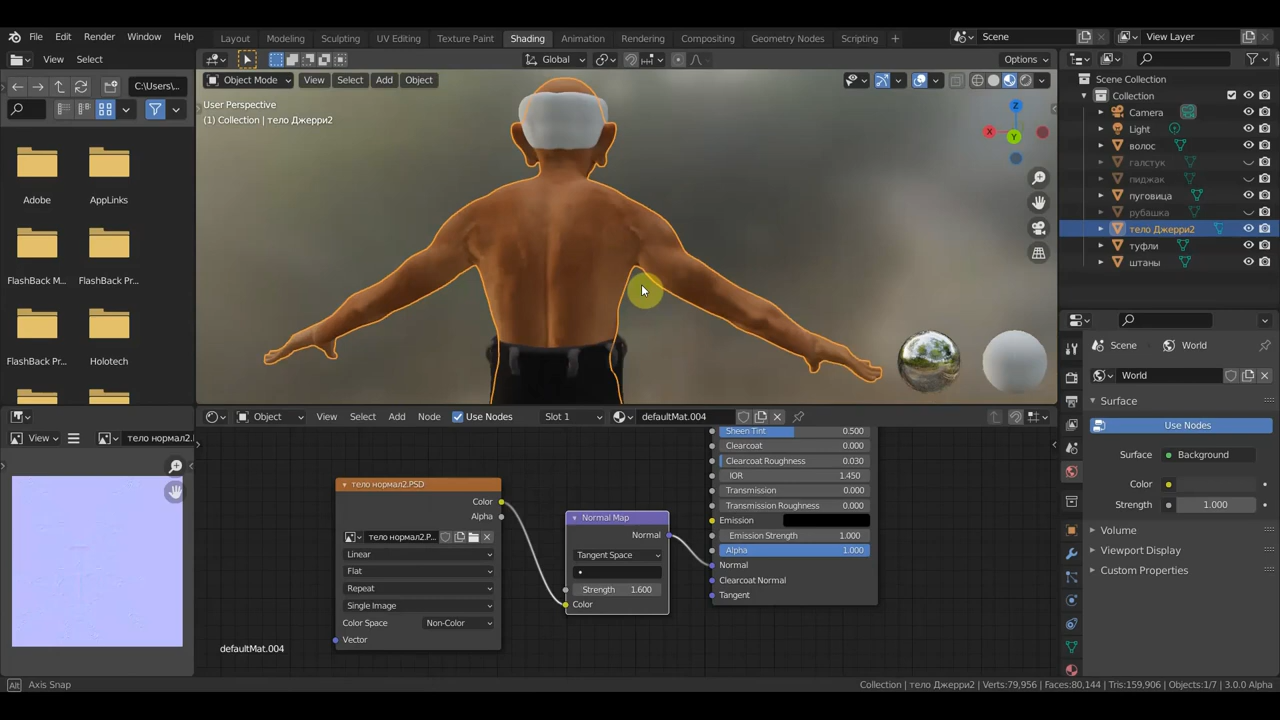 File Edit Render Window Help
Layout Modeling Sculpting UV Editing Texture Paint Shading Animation Rendering Compositing Geometry Nodes Scripting +
Scene
View Layer
View Select
Global
Options
C:\Users\...
Object Mode View Select Add Object
User Perspective
(1) Collection | тело Джерри2
X
Y
Z
Adobe
AppLinks
FlashBack M...
FlashBack Pr...
FlashBack Pr...
Holotech
Scene Collection
Collection
Camera
Light
волос
галстук
пиджак
пуговица
рубашка
тело Джерри2
туфли
штаны
Scene World
World
Surface
Use Nodes
Surface Background
Color
Strength 1.000
Volume
Viewport Display
Custom Properties
View
тело нормал2.
Object View Select Add Node Use Nodes Slot 1 defaultMat.004
Sheen Tint 0.500
Clearcoat 0.000
Clearcoat Roughness 0.030
IOR 1.450
Transmission 0.000
Transmission Roughness 0.000
Emission
Emission Strength 1.000
Alpha 1.000
Normal
Clearcoat Normal
Tangent
тело нормал2.PSD
Color
Alpha
тело нормал2.P...
Linear
Flat
Repeat
Single Image
Color Space Non-Color
Vector
Normal Map
Normal
Tangent Space
Strength 1.600
Color
defaultMat.004
Alt Axis Snap
Collection | тело Джерри2 | Verts:79,956 | Faces:80,144 | Tris:159,906 | Objects:1/7 | 3.0.0 Alpha